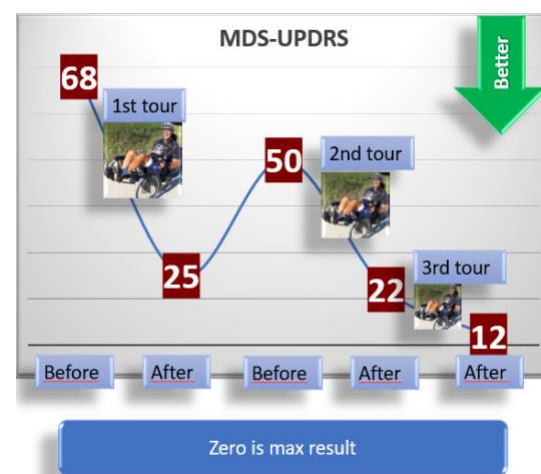 MDS-UPDRS
Better
68
1st tour
50
2nd tour
25
22
3rd tour
12
Before
After
Before
After
After
Zero is max result